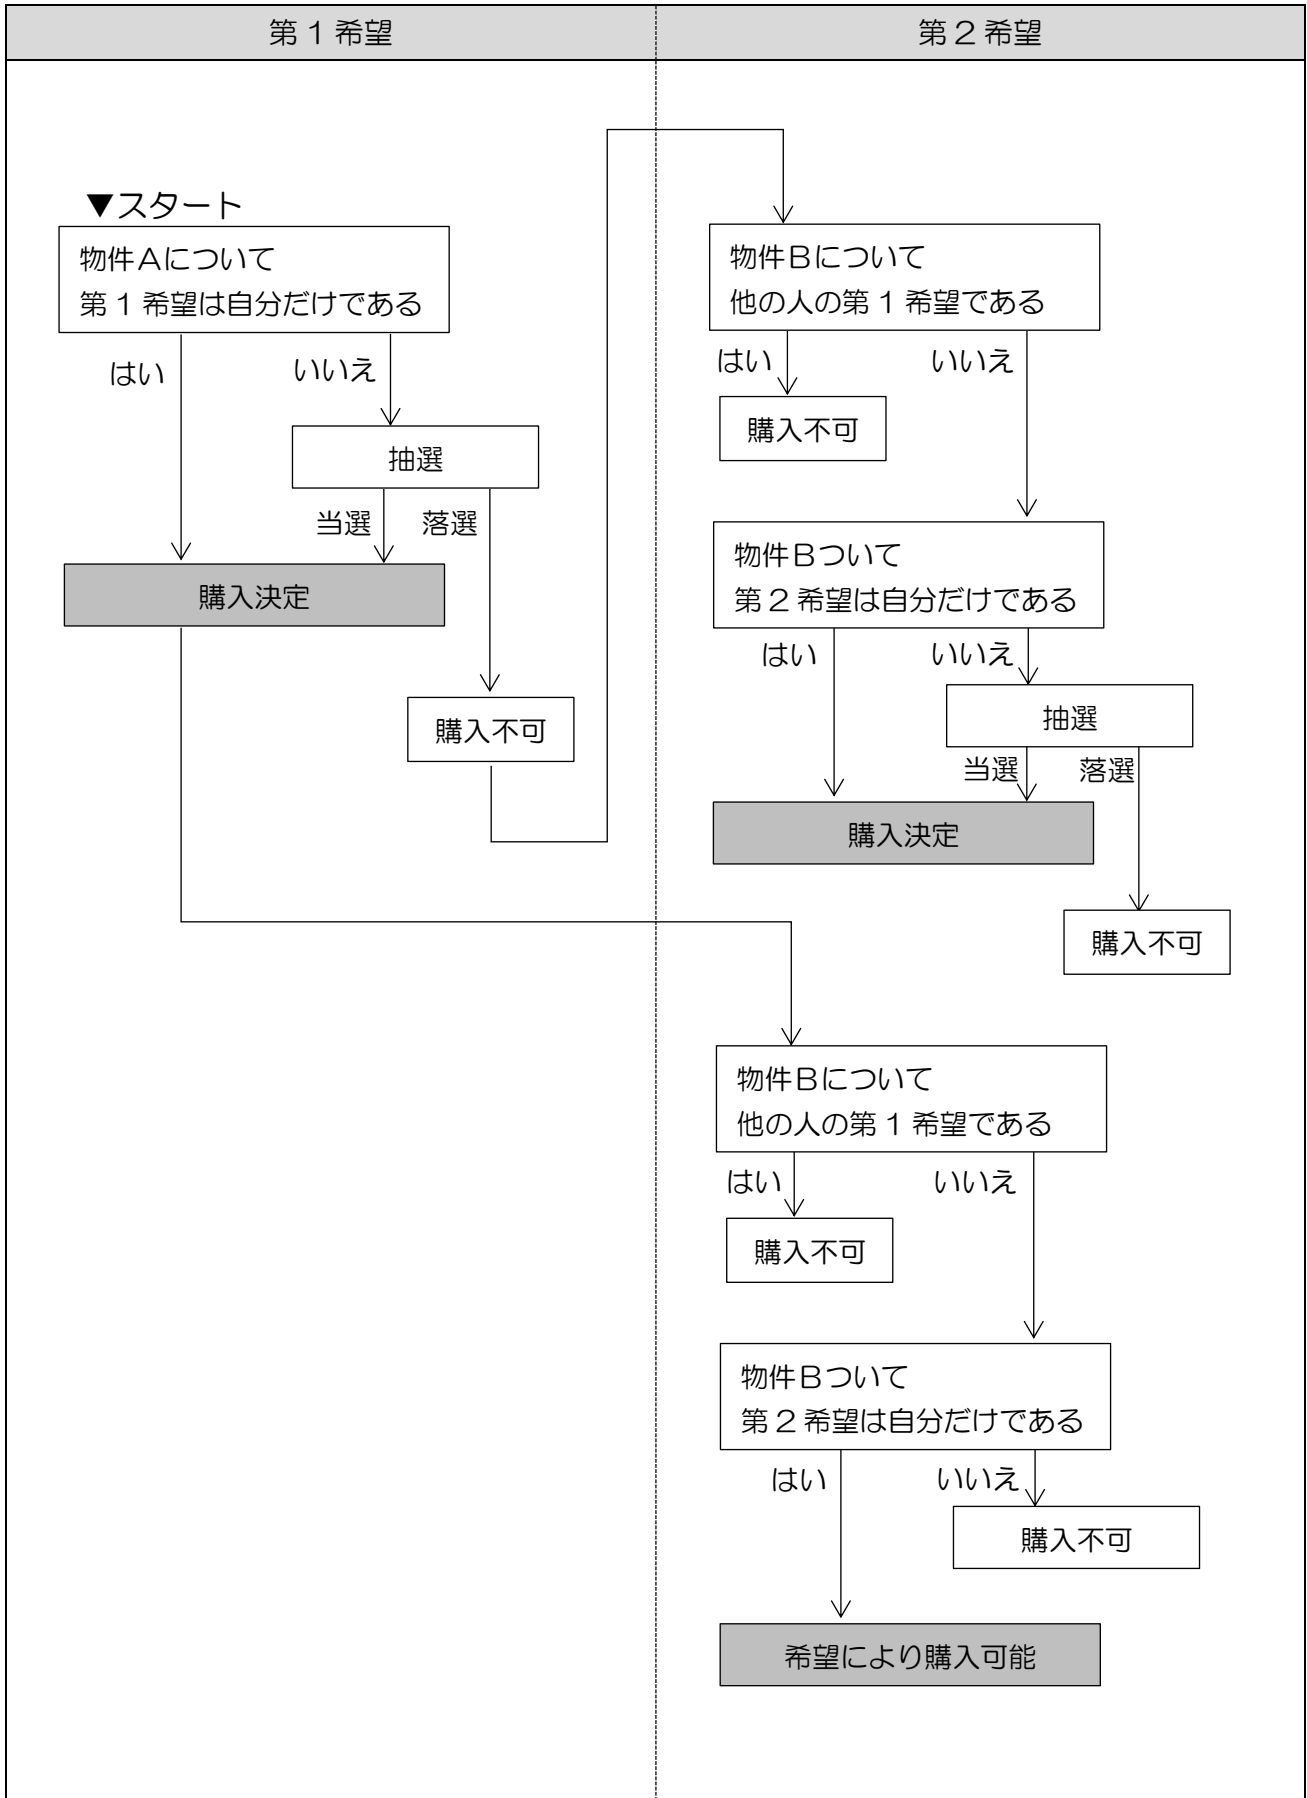 第1希望
第2希望
▼スタート
物件Aについて
第1希望は自分だけである
はい
いいえ
抽選
当選
落選
購入決定
購入不可
物件Bについて
他の人の第1希望である
はい
いいえ
購入不可
物件Bついて
第2希望は自分だけである
はい
いいえ
抽選
当選
落選
購入決定
購入不可
物件Bについて
他の人の第1希望である
はい
いいえ
購入不可
物件Bついて
第2希望は自分だけである
はい
いいえ
購入不可
希望により購入可能